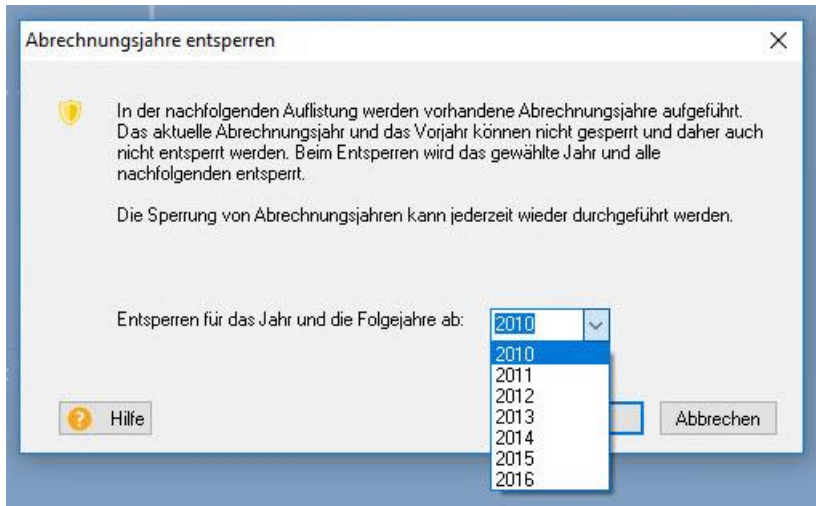 Abrechnungsjahre entsperren
In der nachfolgenden Auflistung werden vorhandene Abrechnungsjahre aufgeführt.
Das aktuelle Abrechnungsjahr und das Vorjahr können nicht gesperrt und daher auch
nicht entsperrt werden. Beim Entsperren wird das gewählte Jahr und alle
nachfolgenden entsperrt.
Die Sperrung von Abrechnungsjahren kann jederzeit wieder durchgeführt werden.
Entsperren für das Jahr und die Folgejahre ab: 2010
2010
2011
2012
2013
2014
2015
2016
Hilfe
Abbrechen